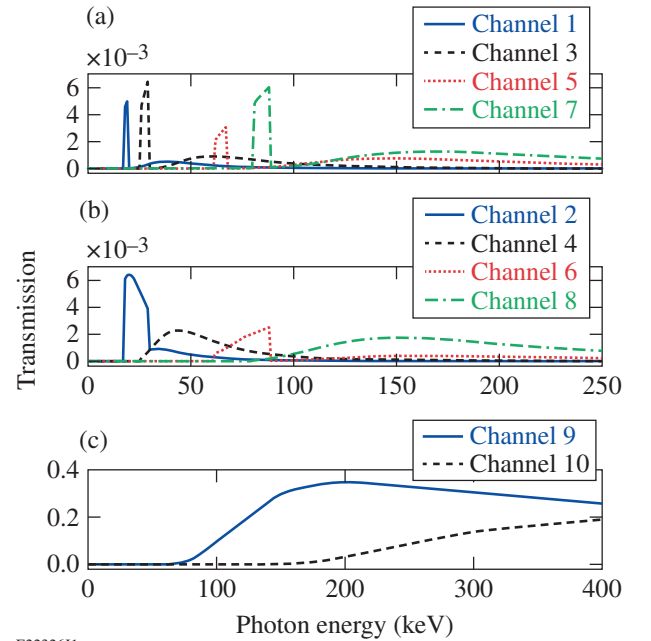 (a)
×10⁻³
Channel 1
Channel 3
Channel 5
Channel 7
6
4
2
0
(b)
×10⁻³
Channel 2
Channel 4
Channel 6
Channel 8
6
4
2
0
0 50 100 150 200 250
Transmission
(c)
Channel 9
Channel 10
0.4
0.2
0.0
0 100 200 300 400
Photon energy (keV)